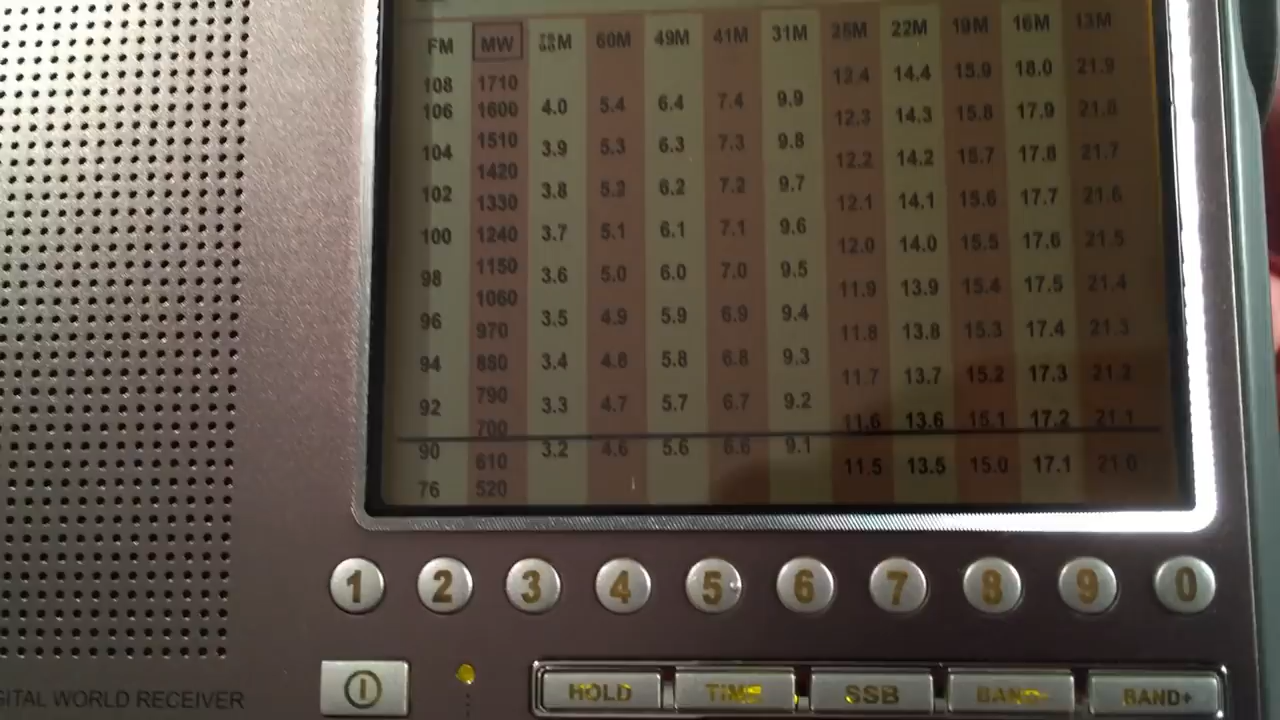 FM MW M 60M 49M 41M 31M 25M 22M 19M 16M 13M
108 1710 12.4 14.4 15.9 18.0 21.9
106 1600 4.0 5.4 6.4 7.4 9.9 12.3 14.3 15.8 17.9 21.8
104 1510 3.9 5.3 6.3 7.3 9.8 12.2 14.2 15.7 17.8 21.7
1420
102 1330 3.8 5.2 6.2 7.2 9.7 12.1 14.1 15.6 17.7 21.6
100 1240 3.7 5.1 6.1 7.1 9.6 12.0 14.0 15.5 17.6 21.5
98 1150 3.6 5.0 6.0 7.0 9.5 11.9 13.9 15.4 17.5 21.4
1060
96 970 3.5 4.9 5.9 6.9 9.4 11.8 13.8 15.3 17.4 21.3
94 880 3.4 4.8 5.8 6.8 9.3 11.7 13.7 15.2 17.3 21.2
92 790 3.3 4.7 5.7 6.7 9.2 11.6 13.6 15.1 17.2 21.1
700
90 610 3.2 4.6 5.6 6.6 9.1 11.5 13.5 15.0 17.1 21.0
76 520
1 2 3 4 5 6 7 8 9 0
HOLD TIME SSB BAND- BAND+
GITAL WORLD RECEIVER